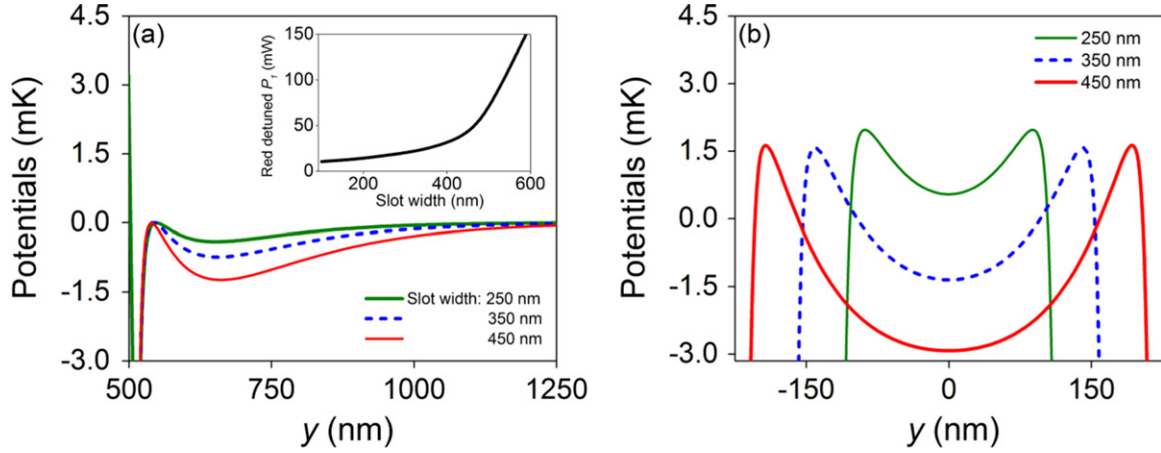 (a)
4.5
3.0
1.5
0.0
-1.5
-3.0
Potentials (mK)
500
750
1000
1250
y (nm)
150
100
50
0
Red detuned P1 (mW)
200
400
600
Slot width (nm)
Slot width: 250 nm
350 nm
450 nm
(b)
4.5
3.0
1.5
0.0
-1.5
-3.0
Potentials (mK)
-150
0
150
y (nm)
250 nm
350 nm
450 nm